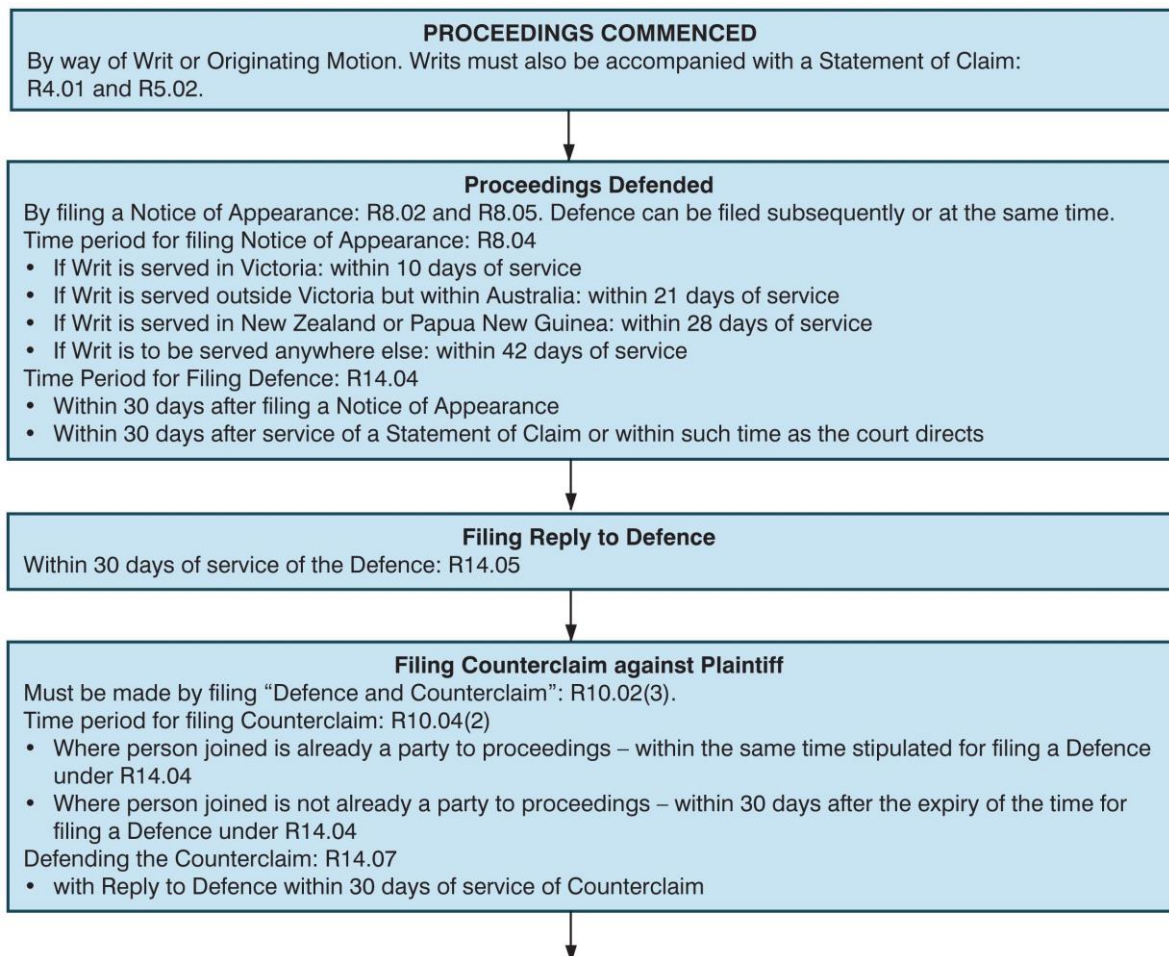 PROCEEDINGS COMMENCED
By way of Writ or Originating Motion. Writs must also be accompanied with a Statement of Claim:
R4.01 and R5.02.
Proceedings Defended
By filing a Notice of Appearance: R8.02 and R8.05. Defence can be filed subsequently or at the same time.
Time period for filing Notice of Appearance: R8.04
• If Writ is served in Victoria: within 10 days of service
• If Writ is served outside Victoria but within Australia: within 21 days of service
• If Writ is served in New Zealand or Papua New Guinea: within 28 days of service
• If Writ is to be served anywhere else: within 42 days of service
Time Period for Filing Defence: R14.04
• Within 30 days after filing a Notice of Appearance
• Within 30 days after service of a Statement of Claim or within such time as the court directs
Filing Reply to Defence
Within 30 days of service of the Defence: R14.05
Filing Counterclaim against Plaintiff
Must be made by filing “Defence and Counterclaim”: R10.02(3).
Time period for filing Counterclaim: R10.04(2)
• Where person joined is already a party to proceedings – within the same time stipulated for filing a Defence
under R14.04
• Where person joined is not already a party to proceedings – within 30 days after the expiry of the time for
filing a Defence under R14.04
Defending the Counterclaim: R14.07
• with Reply to Defence within 30 days of service of Counterclaim